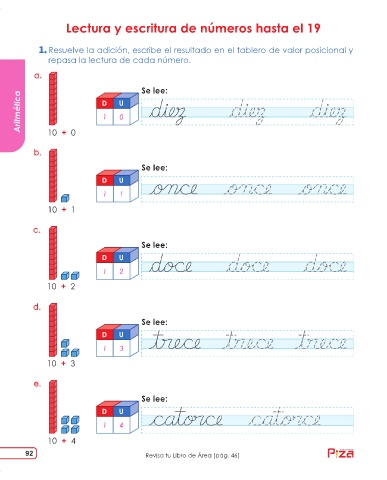 Lectura y escritura de números hasta el 19
1. Resuelve la adición, escribe el resultado en el tablero de valor posicional y
repasa la lectura de cada número.
Aritmética
a.
Se lee:
D U
1 0
diez diez diez
10 + 0
b.
Se lee:
D U
1 1
once once once
10 + 1
c.
Se lee:
D U
1 2
doce doce doce
10 + 2
d.
Se lee:
D U
1 3
trece trece trece
10 + 3
e.
Se lee:
D U
1 4
catorce catorce
10 + 4
92
Revisa tu Libro de Área (pág. 46)